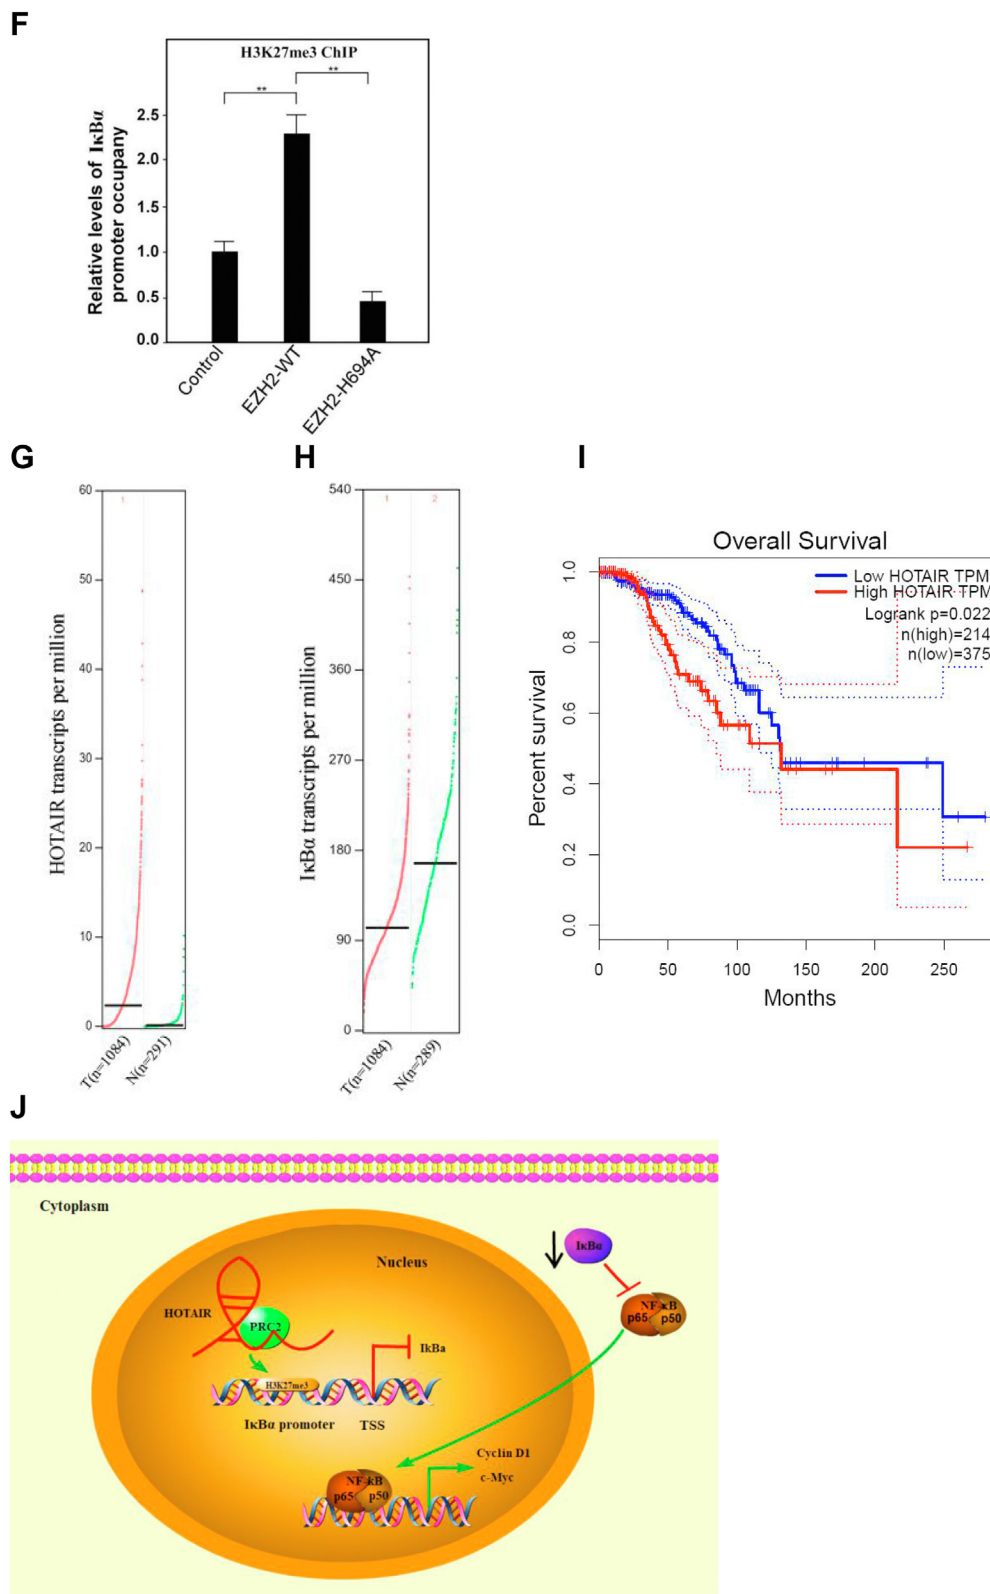 F
H3K27me3 ChIP
**
**
Relative levels of IκBα
promoter occupany
2.5
2.0
1.5
1.0
0.5
0.0
Control
EZH2-WT
EZH2-H694A
G
H
I
HOTAIR transcripts per million
60
50
40
30
20
10
0
1
T(n=1084)
N(n=291)
IκBα transcripts per million
540
450
360
270
180
90
0
1
2
T(n=1084)
N(n=289)
Overall Survival
Low HOTAIR TPM
High HOTAIR TPM
Logrank p=0.022
n(high)=214
n(low)=375
Percent survival
1.0
0.8
0.6
0.4
0.2
0.0
0
50
100
150
200
250
Months
J
Cytoplasm
Nucleus
IκBα
NF-κB
p65
p50
HOTAIR
PRC2
IκBa
H3K27me3
IκBα promoter
TSS
Cyclin D1
c-Myc
NF-κB
p65
p50